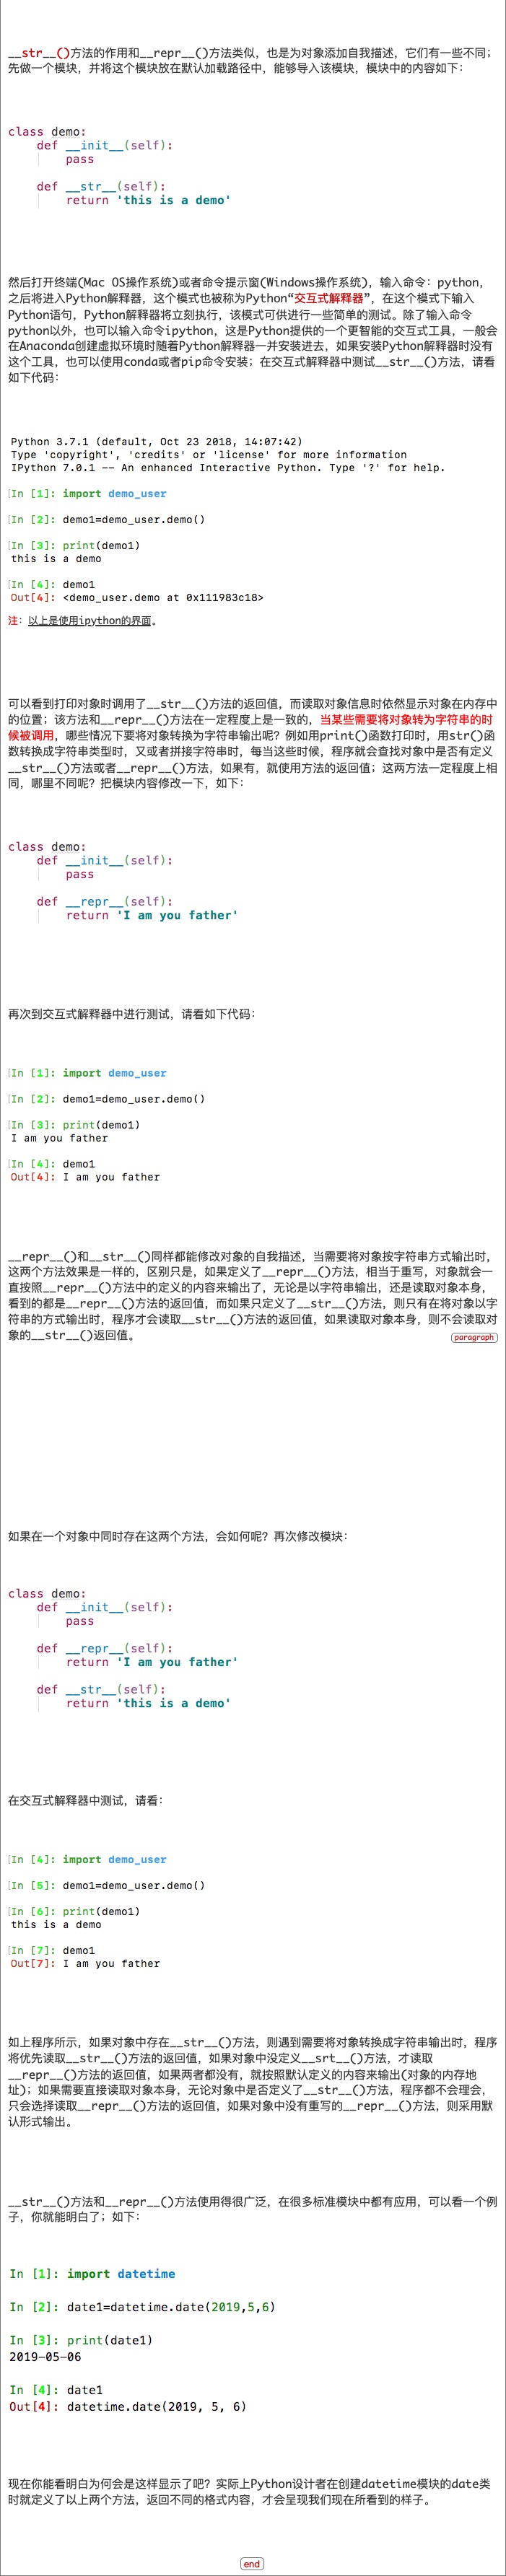 __str__()方法的作用和__repr__()方法类似，也是为对象添加自我描述，它们有一些不同；
先做一个模块，并将这个模块放在默认加载路径中，能够导入该模块，模块中的内容如下：
class demo:
    def __init__(self):
        pass
    def __str__(self):
        return 'this is a demo'
然后打开终端(Mac OS操作系统)或者命令提示窗(Windows操作系统)，输入命令：python，
之后将进入Python解释器，这个模式也被称为Python“交互式解释器”，在这个模式下输入
Python语句，Python解释器将立刻执行，该模式可供进行一些简单的测试。除了输入命令
python以外，也可以输入命令ipython，这是Python提供的一个更智能的交互式工具，一般会
在Anaconda创建虚拟环境时随着Python解释器一并安装进去，如果安装Python解释器时没有
这个工具，也可以使用conda或者pip命令安装；在交互式解释器中测试__str__()方法，请看
如下代码：
Python 3.7.1 (default, Oct 23 2018, 14:07:42)
Type 'copyright', 'credits' or 'license' for more information
IPython 7.0.1 -- An enhanced Interactive Python. Type '?' for help.
In [1]: import demo_user
In [2]: demo1=demo_user.demo()
In [3]: print(demo1)
this is a demo
In [4]: demo1
Out[4]: <demo_user.demo at 0x111983c18>
注：以上是使用ipython的界面。
可以看到打印对象时调用了__str__()方法的返回值，而读取对象信息时依然显示对象在内存中
的位置；该方法和__repr__()方法在一定程度上是一致的，当某些需要将对象转为字符串的时
候被调用，哪些情况下要将对象转换为字符串输出呢？例如用print()函数打印时，用str()函
数转换成字符串类型时，又或者拼接字符串时，每当这些时候，程序就会查找对象中是否有定义
__str__()方法或者__repr__()方法，如果有，就使用方法的返回值；这两方法一定程度上相
同，哪里不同呢？把模块内容修改一下，如下：
class demo:
    def __init__(self):
        pass
    def __repr__(self):
        return 'I am you father'
再次到交互式解释器中进行测试，请看如下代码：
In [1]: import demo_user
In [2]: demo1=demo_user.demo()
In [3]: print(demo1)
I am you father
In [4]: demo1
Out[4]: I am you father
__repr__()和__str__()同样都能修改对象的自我描述，当需要将对象按字符串方式输出时，
这两个方法效果是一样的，区别只是，如果定义了__repr__()方法，相当于重写，对象就会一
直按照__repr__()方法中的定义的内容来输出了，无论是以字符串输出，还是读取对象本身，
看到的都是__repr__()方法的返回值，而如果只定义了__str__()方法，则只有在将对象以字
符串的方式输出时，程序才会读取__str__()方法的返回值，如果读取对象本身，则不会读取对
象的__str__()返回值。
paragraph
如果在一个对象中同时存在这两个方法，会如何呢？再次修改模块：
class demo:
    def __init__(self):
        pass
    def __repr__(self):
        return 'I am you father'
    def __str__(self):
        return 'this is a demo'
在交互式解释器中测试，请看：
In [4]: import demo_user
In [5]: demo1=demo_user.demo()
In [6]: print(demo1)
this is a demo
In [7]: demo1
Out[7]: I am you father
如上程序所示，如果对象中存在__str__()方法，则遇到需要将对象转换成字符串输出时，程序
将优先读取__str__()方法的返回值，如果对象中没定义__srt__()方法，才读取
__repr__()方法的返回值，如果两者都没有，就按照默认定义的内容来输出(对象的内存地
址)；如果需要直接读取对象本身，无论对象中是否定义了__str__()方法，程序都不会理会，
只会选择读取__repr__()方法的返回值，如果对象中没有重写的__repr__()方法，则采用默
认形式输出。
__str__()方法和__repr__()方法使用得很广泛，在很多标准模块中都有应用，可以看一个例
子，你就能明白了；如下：
In [1]: import datetime
In [2]: date1=datetime.date(2019,5,6)
In [3]: print(date1)
2019-05-06
In [4]: date1
Out[4]: datetime.date(2019, 5, 6)
现在你能看明白为何会是这样显示了吧？实际上Python设计者在创建datetime模块的date类
时就定义了以上两个方法，返回不同的格式内容，才会呈现我们现在所看到的样子。
end